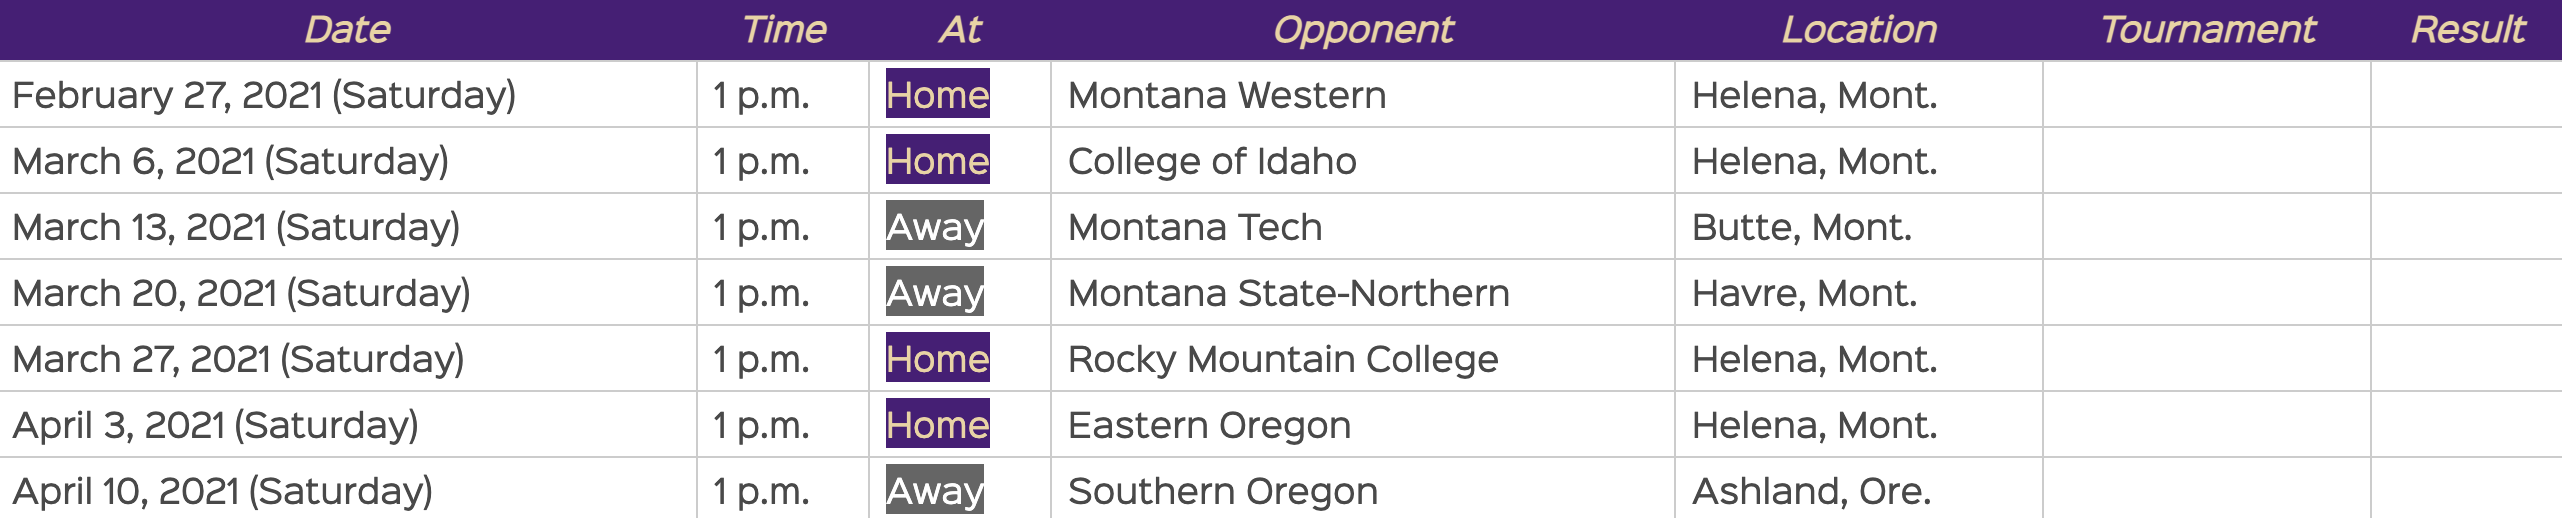 Date Time At Opponent Location Tournament Result
February 27, 2021 (Saturday) 1 p.m. Home Montana Western Helena, Mont.
March 6, 2021 (Saturday) 1 p.m. Home College of Idaho Helena, Mont.
March 13, 2021 (Saturday) 1 p.m. Away Montana Tech Butte, Mont.
March 20, 2021 (Saturday) 1 p.m. Away Montana State-Northern Havre, Mont.
March 27, 2021 (Saturday) 1 p.m. Home Rocky Mountain College Helena, Mont.
April 3, 2021 (Saturday) 1 p.m. Home Eastern Oregon Helena, Mont.
April 10, 2021 (Saturday) 1 p.m. Away Southern Oregon Ashland, Ore.